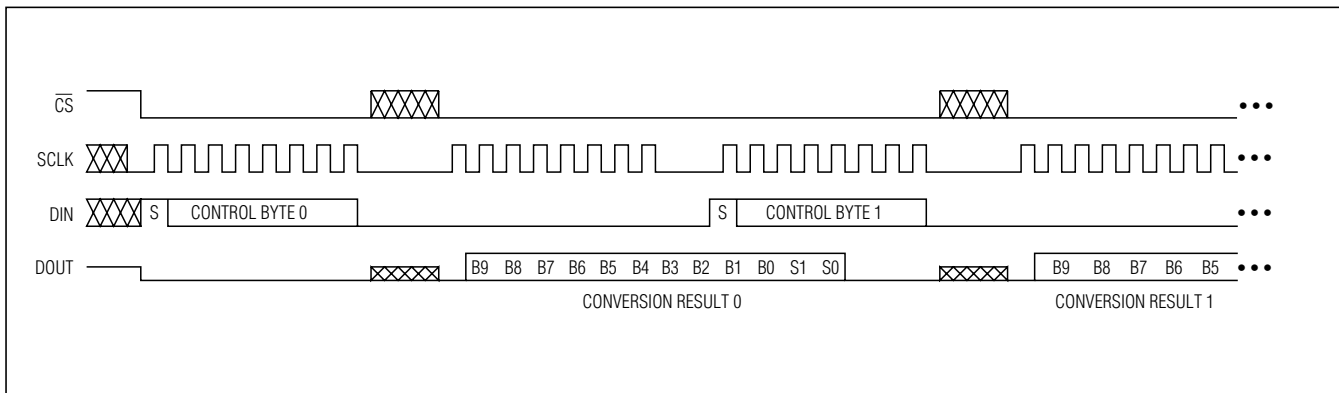 CS
SCLK
DIN S CONTROL BYTE 0 S CONTROL BYTE 1
DOUT B9 B8 B7 B6 B5 B4 B3 B2 B1 B0 S1 S0 B9 B8 B7 B6 B5
CONVERSION RESULT 0 CONVERSION RESULT 1